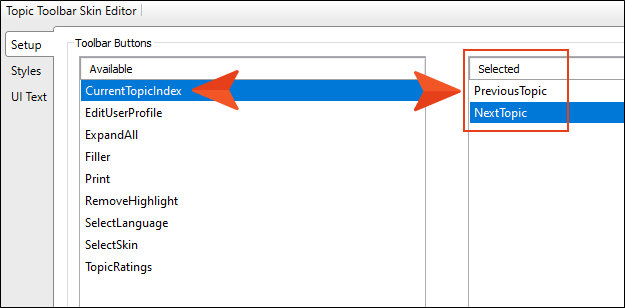 Topic Toolbar Skin Editor
Setup
Styles
UI Text
Toolbar Buttons
Available
CurrentTopicIndex
EditUserProfile
ExpandAll
Filler
Print
RemoveHighlight
SelectLanguage
SelectSkin
TopicRatings
Selected
PreviousTopic
NextTopic